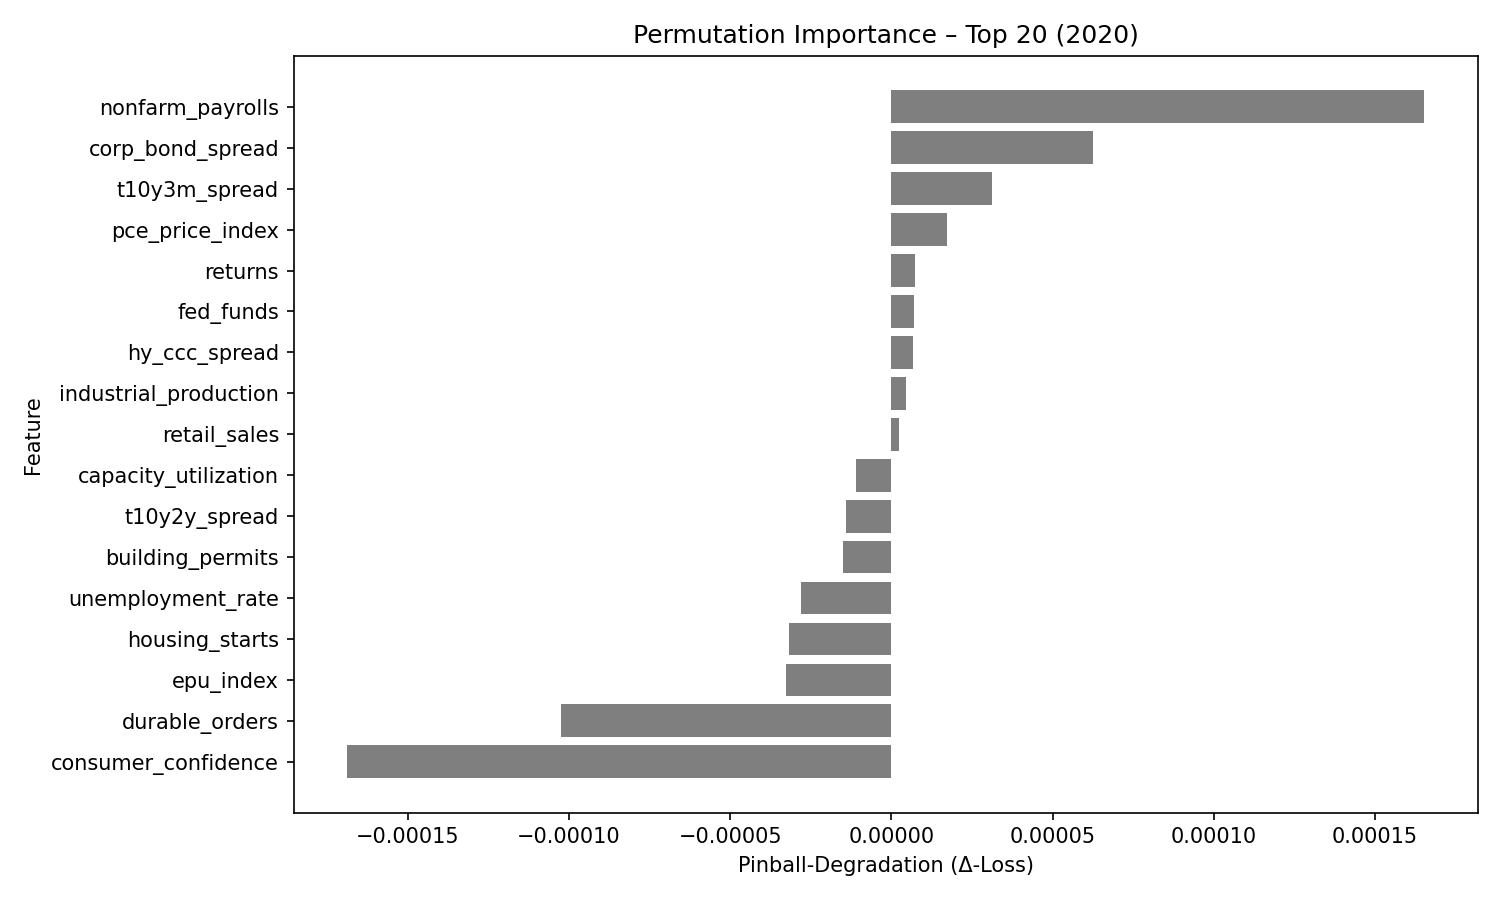 Permutation Importance – Top 20 (2020)
Feature
nonfarm_payrolls
corp_bond_spread
t10y3m_spread
pce_price_index
returns
fed_funds
hy_ccc_spread
industrial_production
retail_sales
capacity_utilization
t10y2y_spread
building_permits
unemployment_rate
housing_starts
epu_index
durable_orders
consumer_confidence
−0.00015 −0.00010 −0.00005 0.00000 0.00005 0.00010 0.00015
Pinball-Degradation (Δ-Loss)